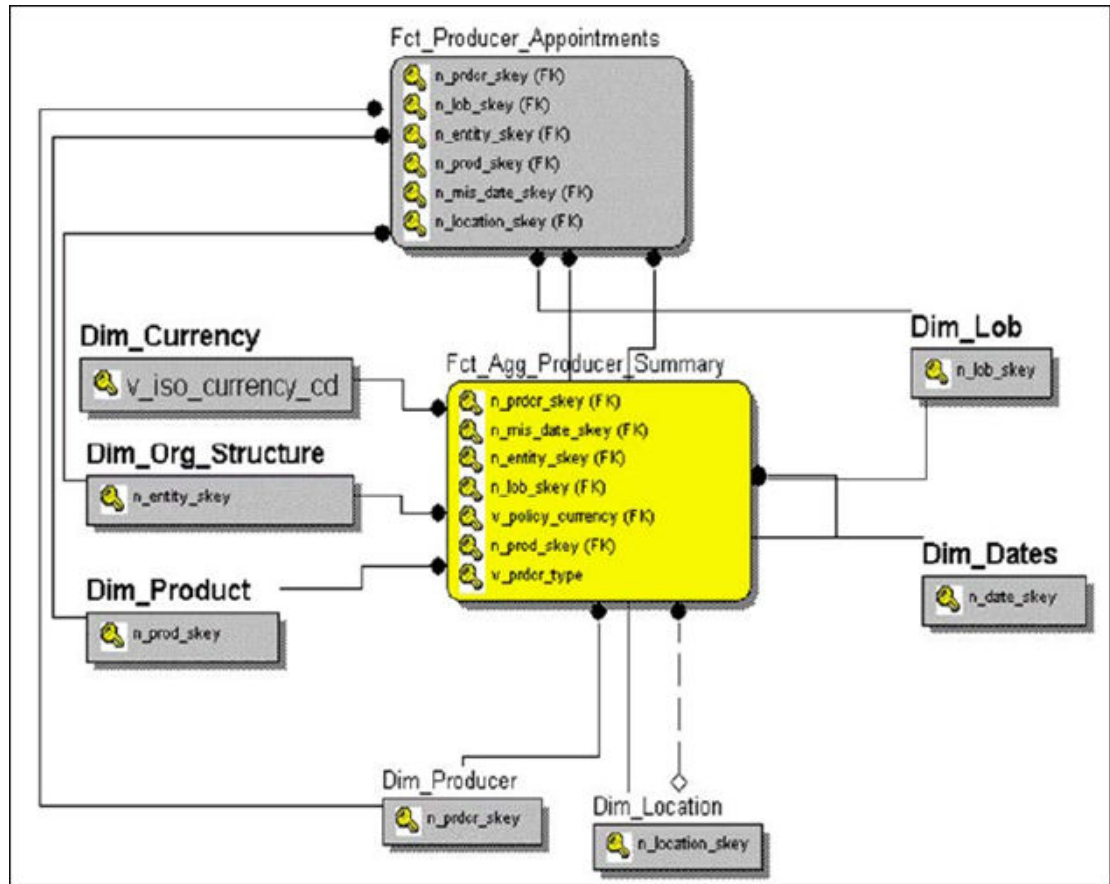 Fct_Producer_Appointments
n_prdcr_skey (FK)
n_lob_skey (FK)
n_entity_skey (FK)
n_prod_skey (FK)
n_mis_date_skey (FK)
n_location_skey (FK)
Dim_Currency
v_iso_currency_cd
Dim_Org_Structure
n_entity_skey
Dim_Product
n_prod_skey
Fct_Agg_Producer_Summary
n_prdcr_skey (FK)
n_mis_date_skey (FK)
n_entity_skey (FK)
n_lob_skey (FK)
v_policy_currency (FK)
n_prod_skey (FK)
v_prdcr_type
Dim_Lob
n_lob_skey
Dim_Dates
n_date_skey
Dim_Producer
n_prdcr_skey
Dim_Location
n_location_skey